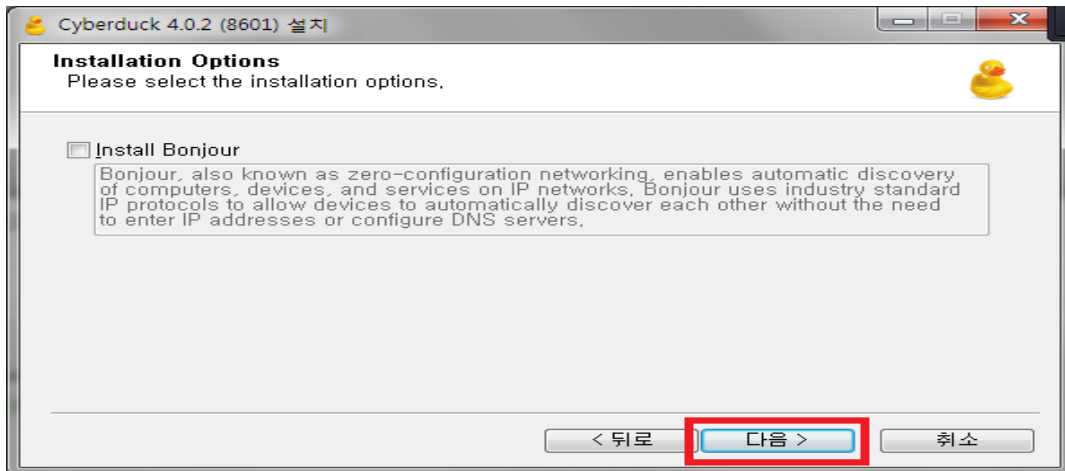 Cyberduck 4.0.2 (8601) 설치
Installation Options
Please select the installation options.
Install Bonjour
Bonjour, also known as zero-configuration networking, enables automatic discovery
of computers, devices, and services on IP networks. Bonjour uses industry standard
IP protocols to allow devices to automatically discover each other without the need
to enter IP addresses or configure DNS servers.
< 뒤로 다음 > 취소